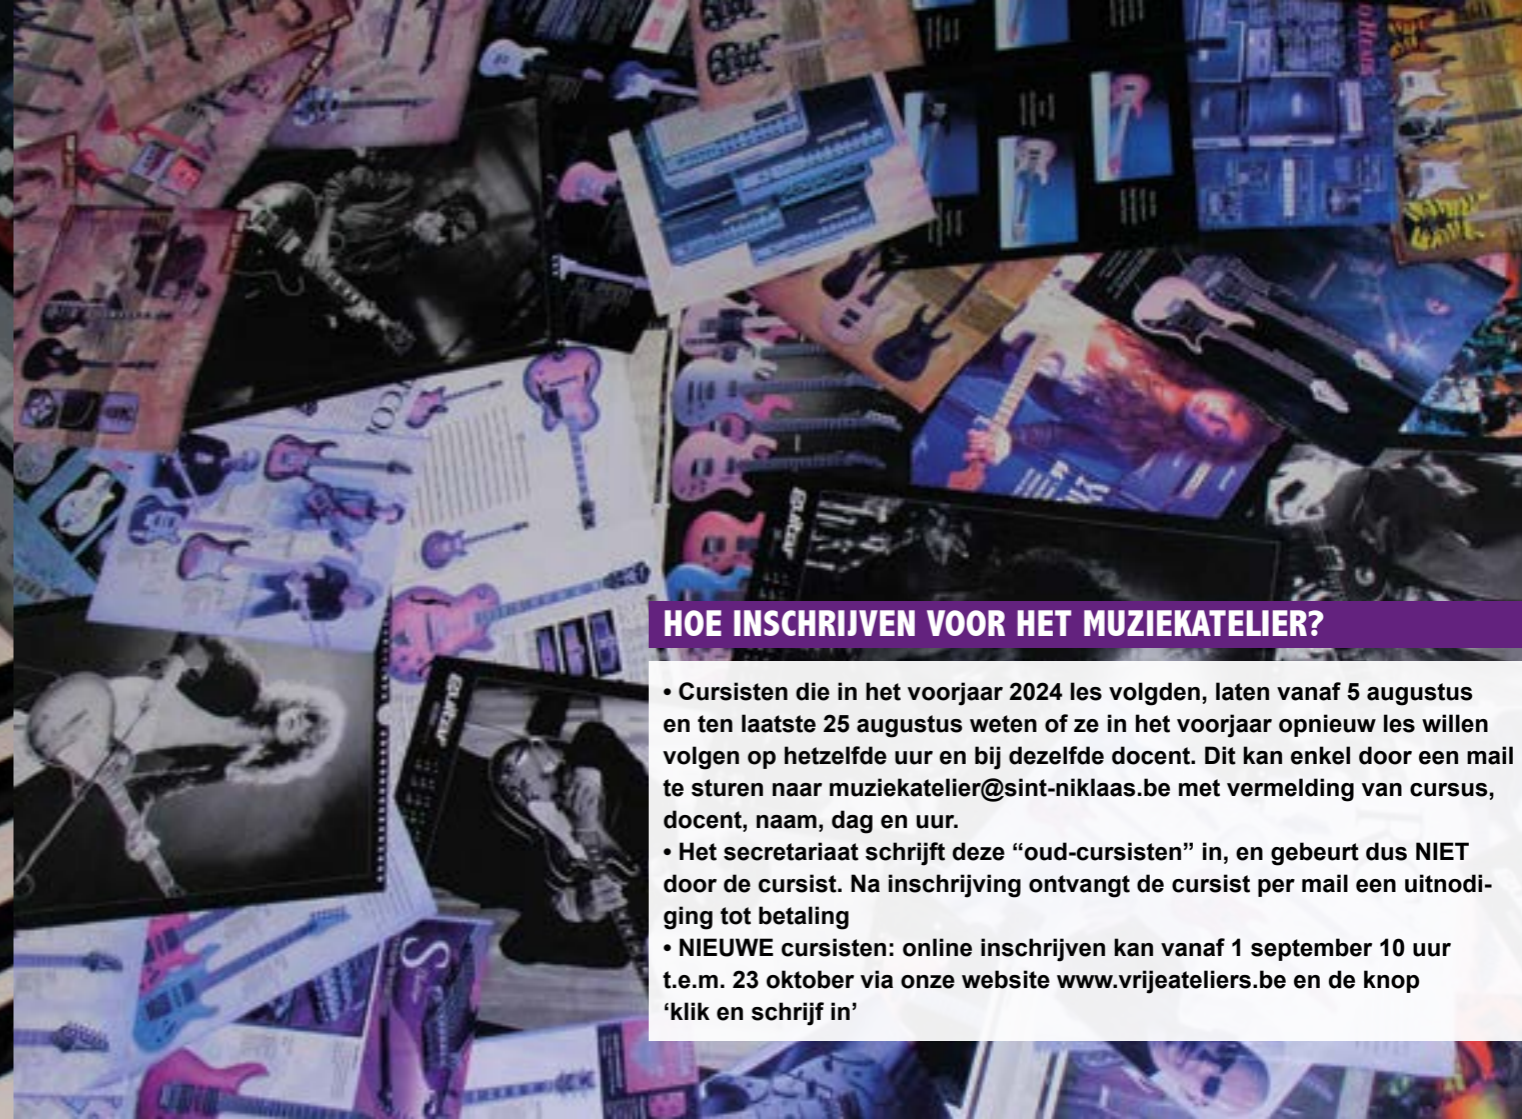 HOE INSCHRIJVEN VOOR HET MUZIEKATELIER?
• Cursisten die in het voorjaar 2024 les volgden, laten vanaf 5 augustus
en ten laatste 25 augustus weten of ze in het voorjaar opnieuw les willen
volgen op hetzelfde uur en bij dezelfde docent. Dit kan enkel door een mail
te sturen naar muziekatelier@sint-niklaas.be met vermelding van cursus,
docent, naam, dag en uur.
• Het secretariaat schrijft deze “oud-cursisten” in, en gebeurt dus NIET
door de cursist. Na inschrijving ontvangt de cursist per mail een uitnodi-
ging tot betaling
• NIEUWE cursisten: online inschrijven kan vanaf 1 september 10 uur
t.e.m. 23 oktober via onze website www.vrijeateliers.be en de knop
‘klik en schrijf in’